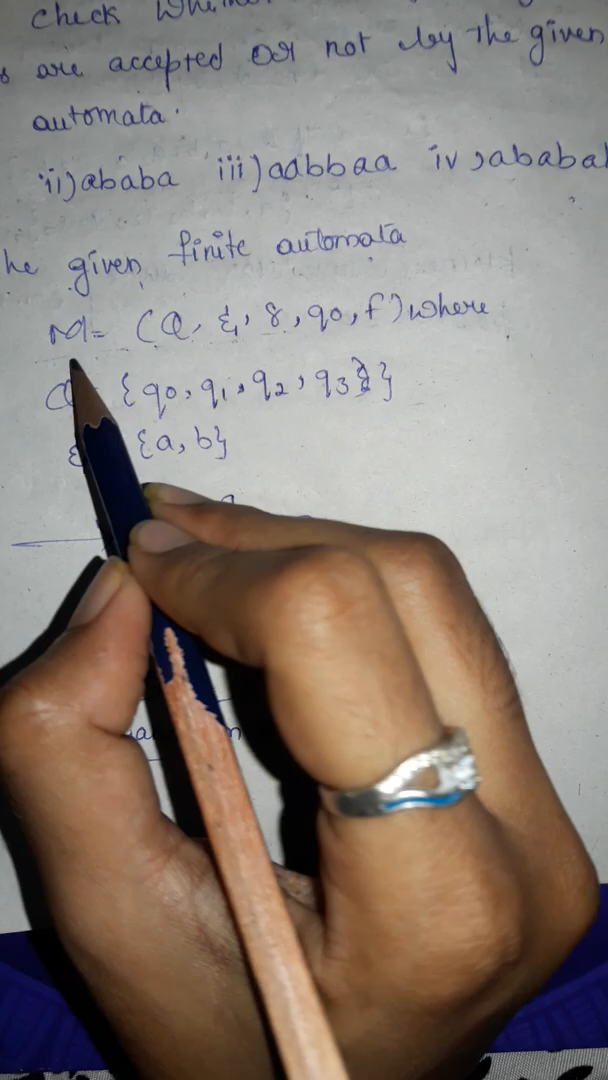 check
s are accepted or not by the given
automata.
ii) ababa iii) aabbaa iv) ababa
he given finite automata
M = (Q, Σ, δ, q0, f) where
Q {q0, q1, q2, q3}
Σ {a, b}